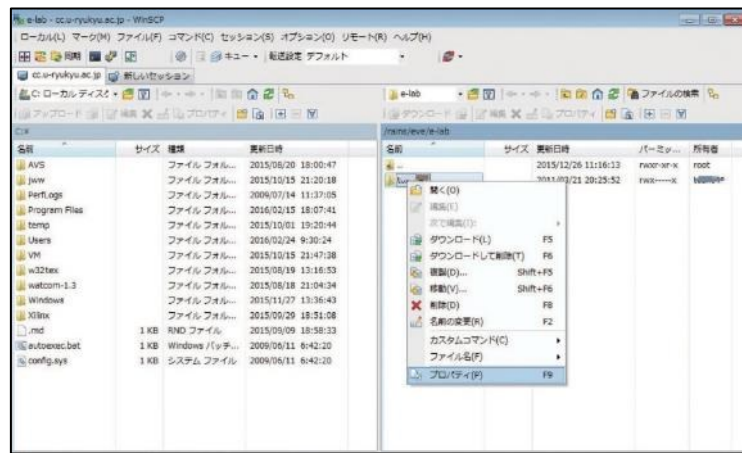 e-lab - cc.u-ryukyu.ac.jp - WinSCP
ローカル(L) マーク(M) ファイル(F) コマンド(C) セッション(S) オプション(O) リモート(R) ヘルプ(H)
同期 キュー 転送設定 デフォルト
cc.u-ryukyu.ac.jp 新しいセッション
C: ローカル ディスク e-lab ファイルの検索
アップロード 編集 プロパティ ダウンロード 編集 プロパティ
C:¥ /mains/eve/e-lab
名前 サイズ 種類 更新日時 名前 サイズ 更新日時 パーミッ... 所有者
AVS ファイル フォル... 2015/08/20 18:00:47 .. 2015/12/26 11:16:13 rwxr-xr-x root
jww ファイル フォル... 2015/10/15 21:20:18 2011/03/21 20:25:52 rwx-----x
PerfLogs ファイル フォル... 2009/07/14 11:37:05 開く(O)
Program Files ファイル フォル... 2016/02/15 18:07:41 編集(E)
temp ファイル フォル... 2015/10/01 19:20:44 次で編集(I):
Users ファイル フォル... 2016/02/24 9:30:24 ダウンロード(L) F5
VM ファイル フォル... 2015/10/15 21:47:38 ダウンロードして削除(T) F6
w32tex ファイル フォル... 2015/08/19 13:16:53 複製(D)... Shift+F5
watcom-1.3 ファイル フォル... 2015/08/18 21:04:34 移動(V)... Shift+F6
Windows ファイル フォル... 2015/11/27 13:36:43 削除(D) F8
Xilinx ファイル フォル... 2015/09/29 18:51:08 名前の変更(R) F2
.rnd 1 KB RND ファイル 2015/09/09 18:58:33 カスタムコマンド(C)
autoexec.bat 1 KB Windows バッチ... 2009/06/11 6:42:20 ファイル名(F)
config.sys 1 KB システム ファイル 2009/06/11 6:42:20 プロパティ(P) F9